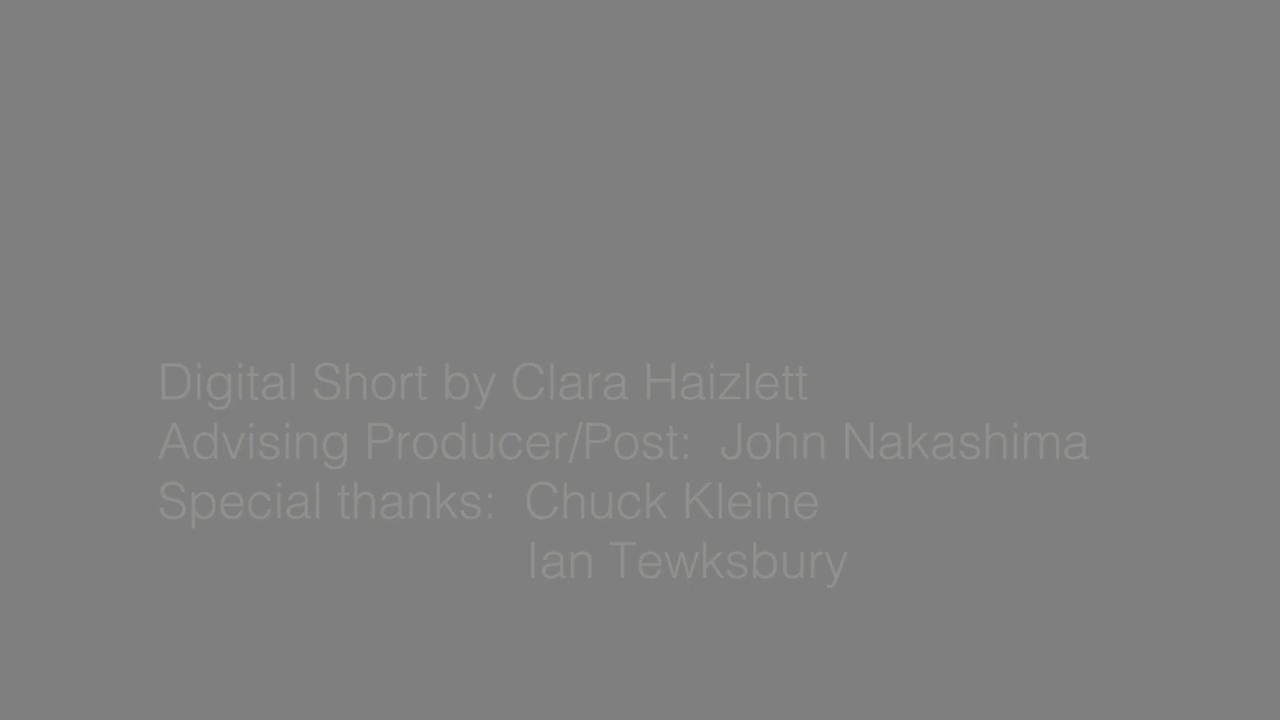 Digital Short by Clara Haizlett
Advising Producer/Post:  John Nakashima
Special thanks:  Chuck Kleine
Ian Tewksbury